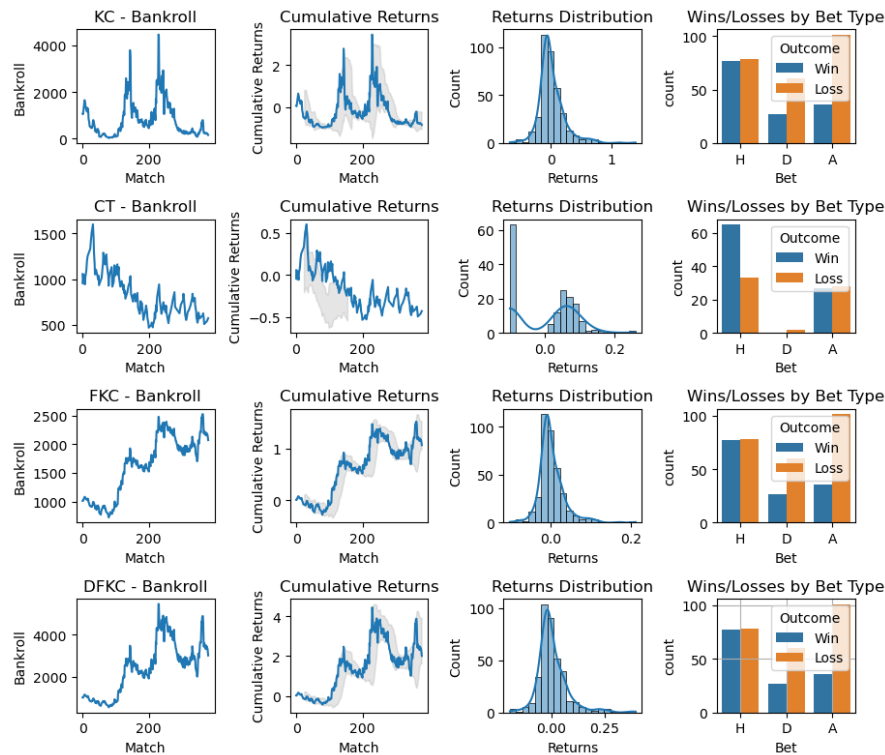 KC - Bankroll
4000
2000
0
0
200
Bankroll
Match
Cumulative Returns
2
0
0
200
Cumulative Returns
Match
Returns Distribution
100
50
0
0
1
Count
Returns
Wins/Losses by Bet Type
100
75
50
25
0
H
D
A
count
Bet
Outcome
Win
Loss
CT - Bankroll
1500
1000
500
0
200
Bankroll
Match
Cumulative Returns
0.5
0.0
−0.5
0
200
Cumulative Returns
Match
Returns Distribution
60
40
20
0
0.0
0.2
Count
Returns
Wins/Losses by Bet Type
60
40
20
0
H
D
A
count
Bet
Outcome
Win
Loss
FKC - Bankroll
2500
2000
1500
1000
0
200
Bankroll
Match
Cumulative Returns
1
0
0
200
Cumulative Returns
Match
Returns Distribution
100
50
0
0.0
0.2
Count
Returns
Wins/Losses by Bet Type
100
50
0
H
D
A
count
Bet
Outcome
Win
Loss
DFKC - Bankroll
4000
2000
0
200
Bankroll
Match
Cumulative Returns
4
2
0
0
200
Cumulative Returns
Match
Returns Distribution
100
50
0
0.00
0.25
Count
Returns
Wins/Losses by Bet Type
100
50
0
H
D
A
count
Bet
Outcome
Win
Loss